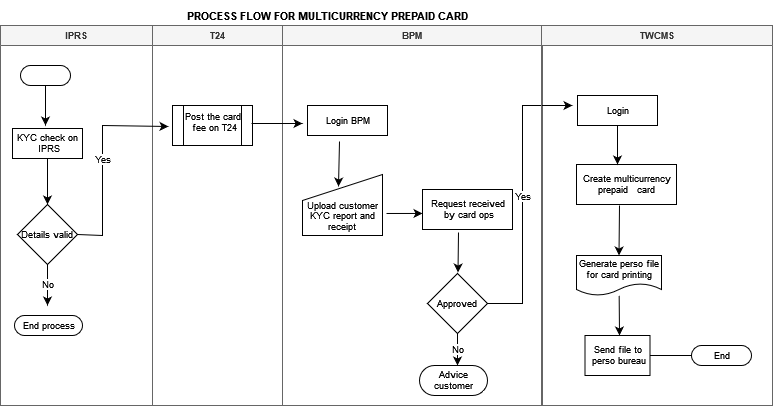 PROCESS FLOW FOR MULTICURRENCY PREPAID CARD
IPRS
T24
BPM
TWCMS
KYC check on
IPRS
Yes
Details valid
No
End process
Post the card
fee on T24
Login BPM
Upload customer
KYC report and
receipt
Request received
by card ops
Yes
Approved
No
Advice
customer
Login
Create multicurrency
prepaid card
Generate perso file
for card printing
Send file to
perso bureau
End